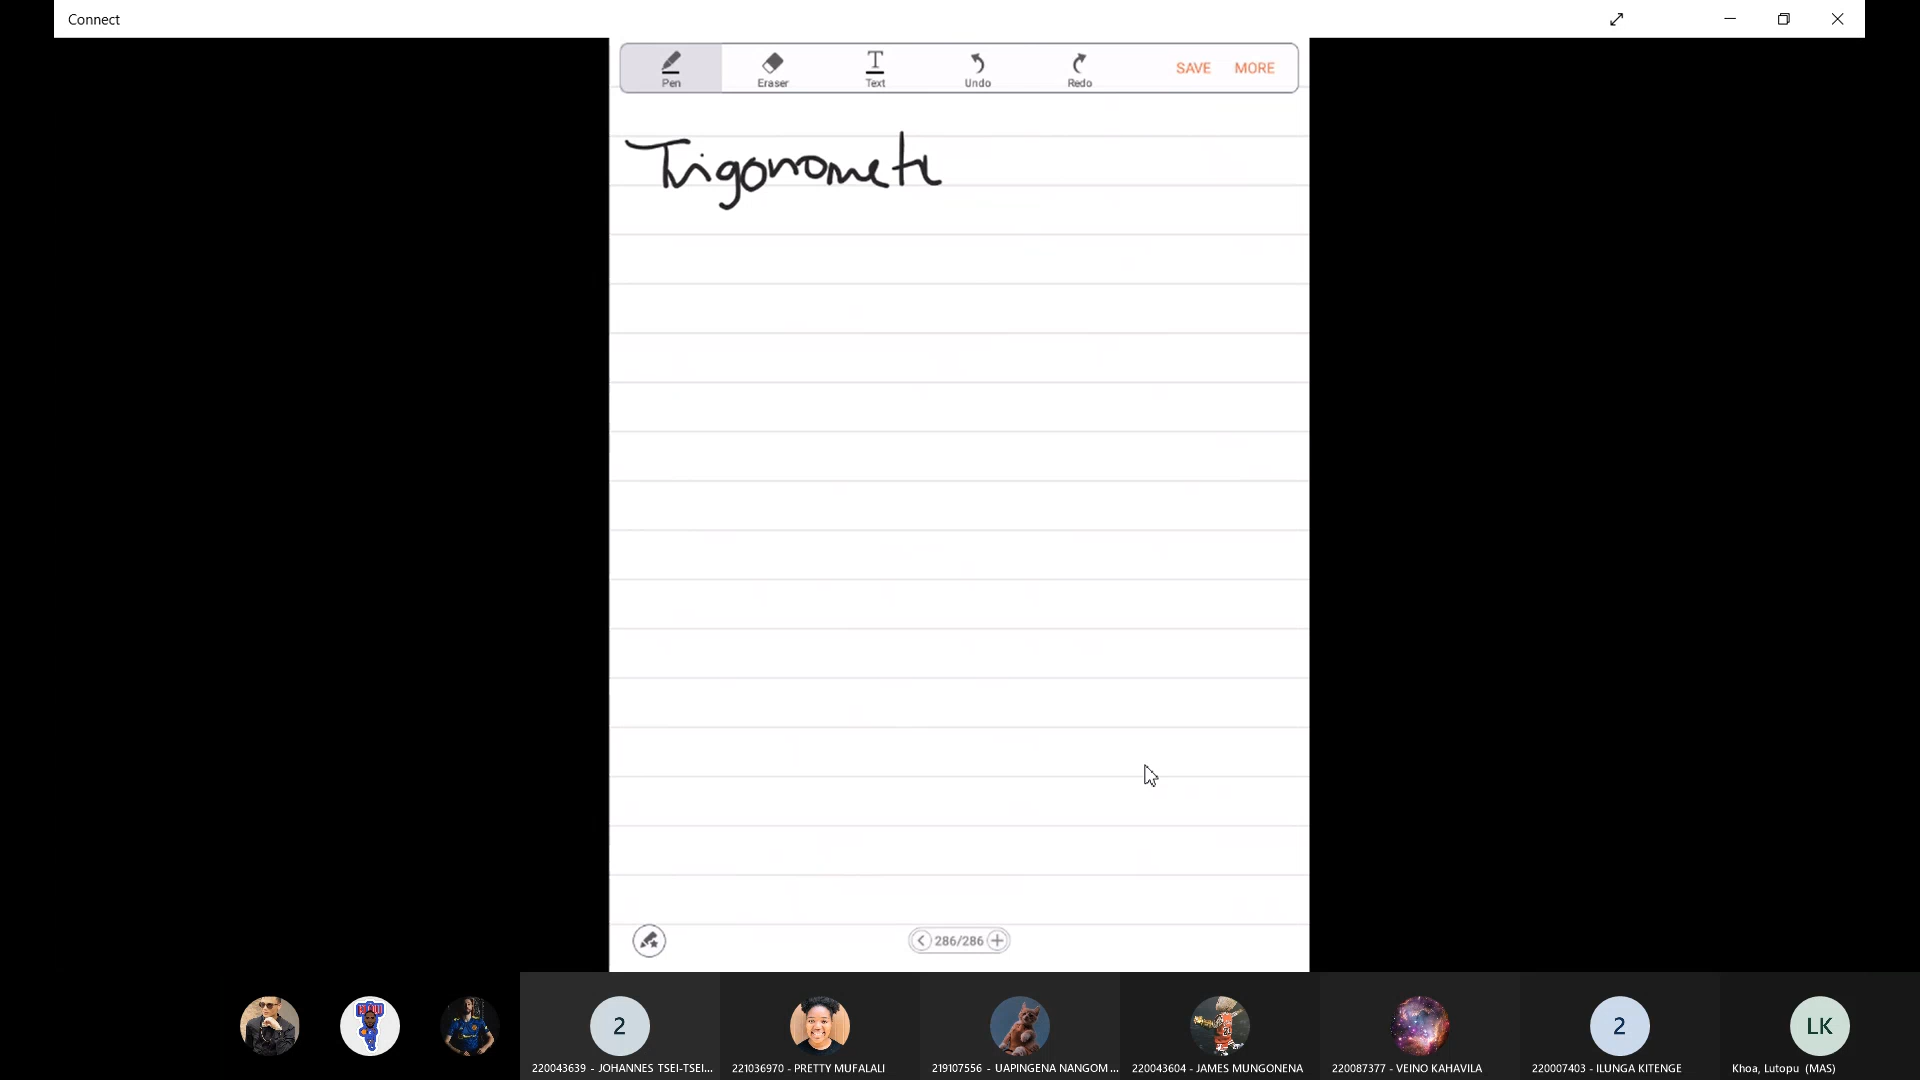 Connect
Pen
Eraser
Text
Undo
Redo
SAVE
MORE
Trigonomet
286/286
2
2
LK
220043639 - JOHANNES TSEI-TSEI...
221036970 - PRETTY MUFALALI
219107556 - UAPINGENA NANGOM ...
220043604 - JAMES MUNGONENA
220087377 - VEINO KAHAVILA
220007403 - ILUNGA KITENGE
Khoa, Lutopu (MAS)